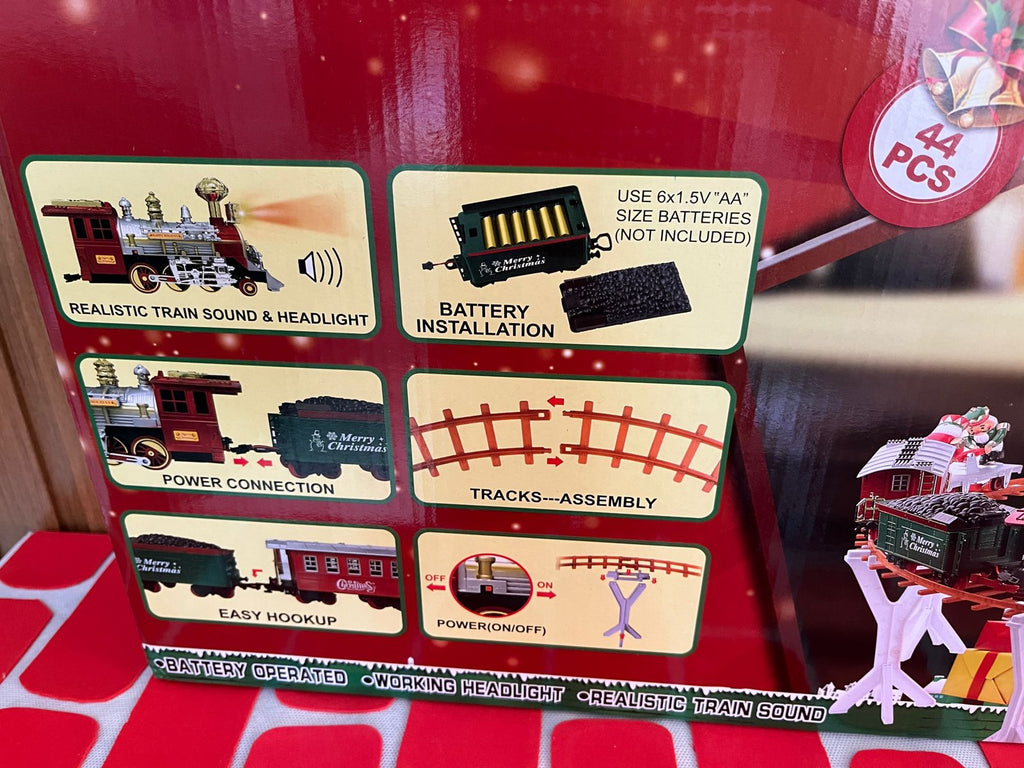 44
PCS
REALISTIC TRAIN SOUND & HEADLIGHT
USE 6x1.5V "AA"
SIZE BATTERIES
(NOT INCLUDED)
Merry
Christmas
BATTERY
INSTALLATION
Merry
Christmas
POWER CONNECTION
TRACKS---ASSEMBLY
Merry
Christmas
EASY HOOKUP
OFF
ON
POWER(ON/OFF)
Merry
Christmas
•BATTERY OPERATED •WORKING HEADLIGHT •REALISTIC TRAIN SOUND